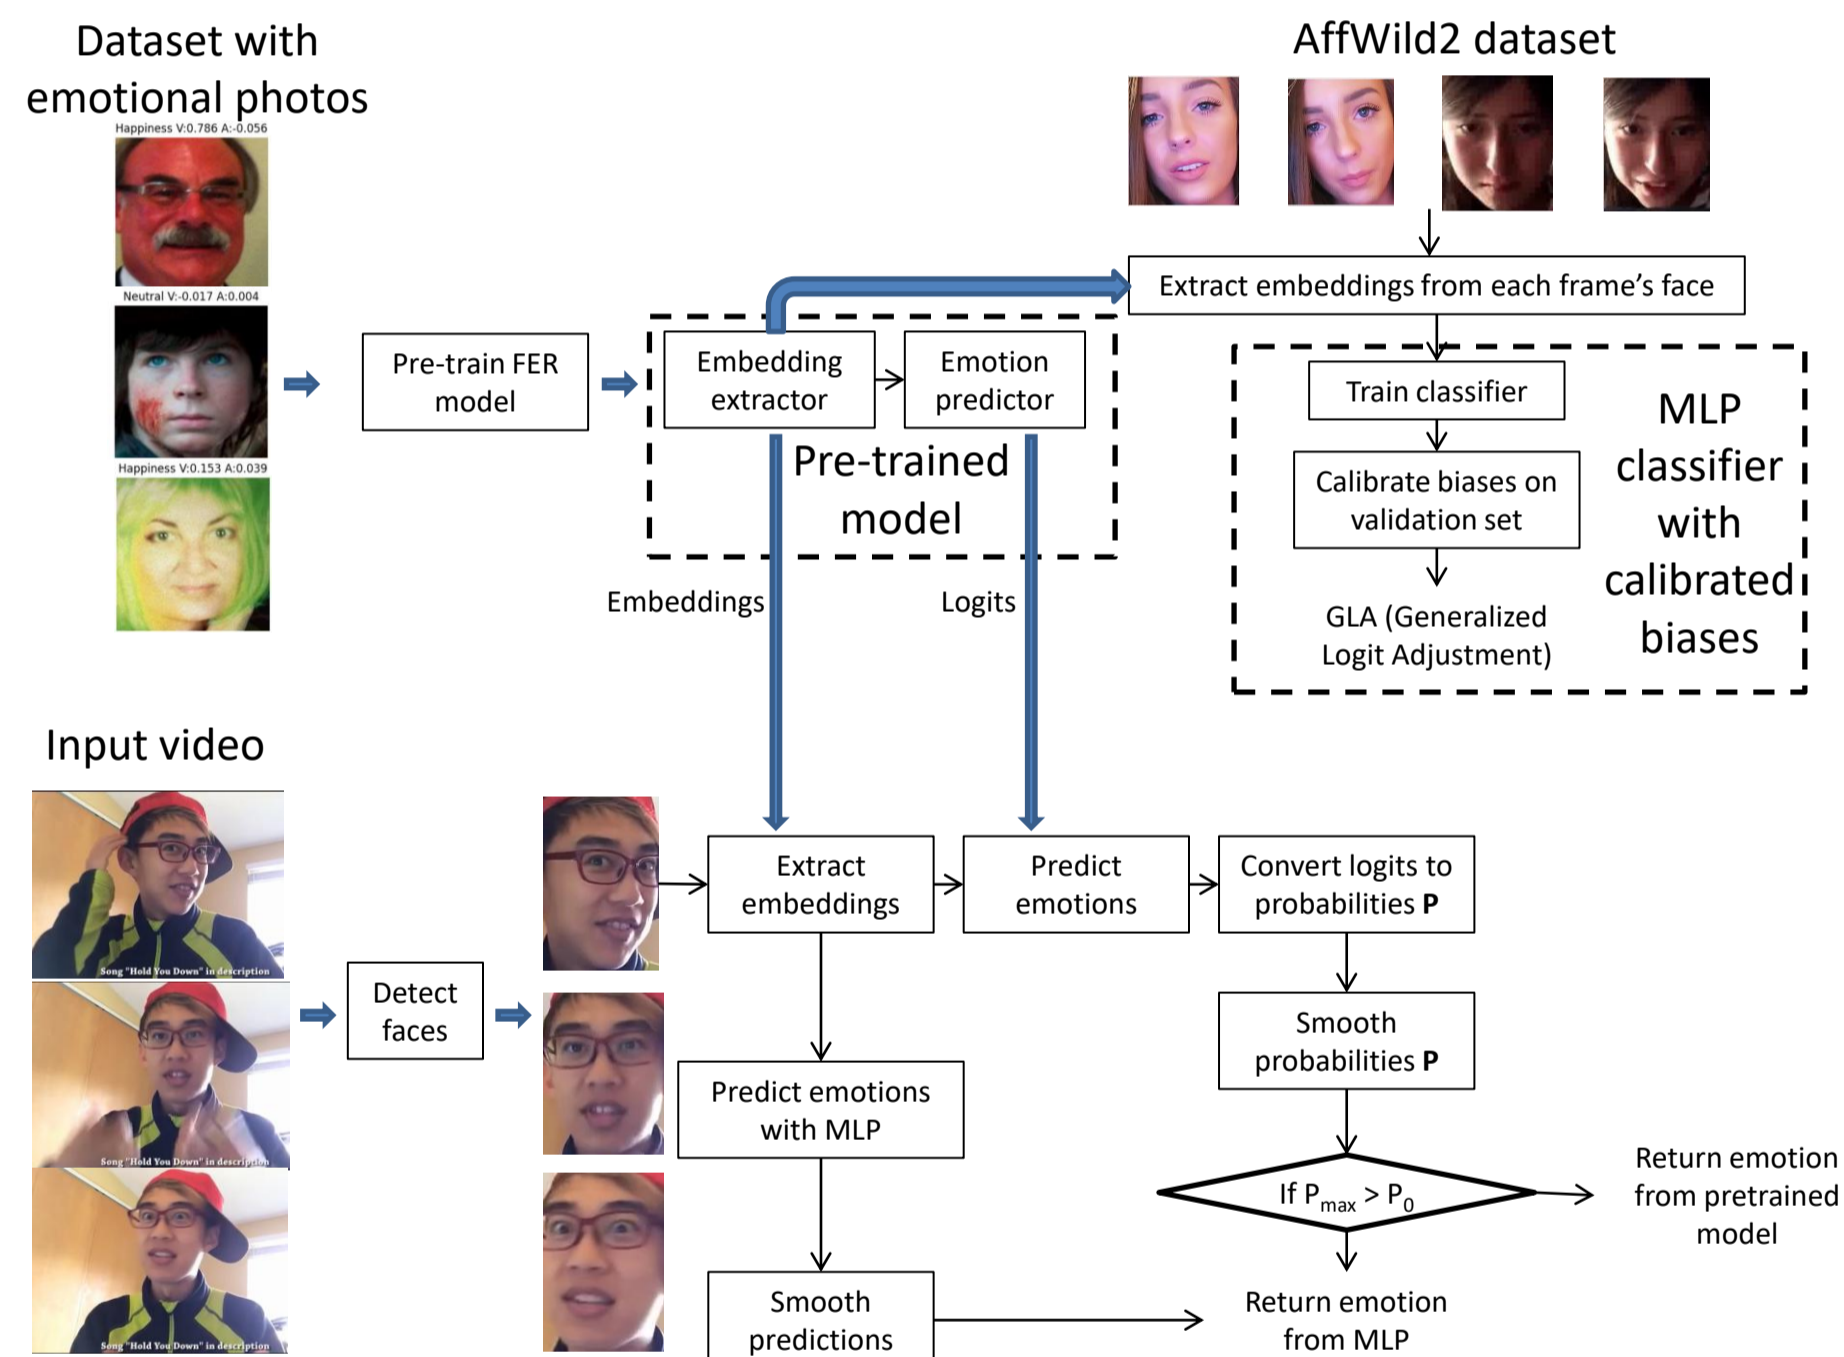 Dataset with
emotional photos
Happiness V:0.786 A:-0.056
Neutral V:-0.017 A:0.004
Happiness V:0.153 A:0.039
Pre-train FER
model
Embedding
extractor
Emotion
predictor
Pre-trained
model
Embeddings
Logits
AffWild2 dataset
Extract embeddings from each frame's face
Train classifier
Calibrate biases on
validation set
GLA (Generalized
Logit Adjustment)
MLP
classifier
with
calibrated
biases
Input video
Song "Hold You Down" in description
Song "Hold You Down" in description
Song "Hold You Down" in description
Detect
faces
Extract
embeddings
Predict
emotions
Convert logits to
probabilities P
Smooth
probabilities P
Predict emotions
with MLP
If Pmax > P0
Return emotion
from pretrained
model
Smooth
predictions
Return emotion
from MLP